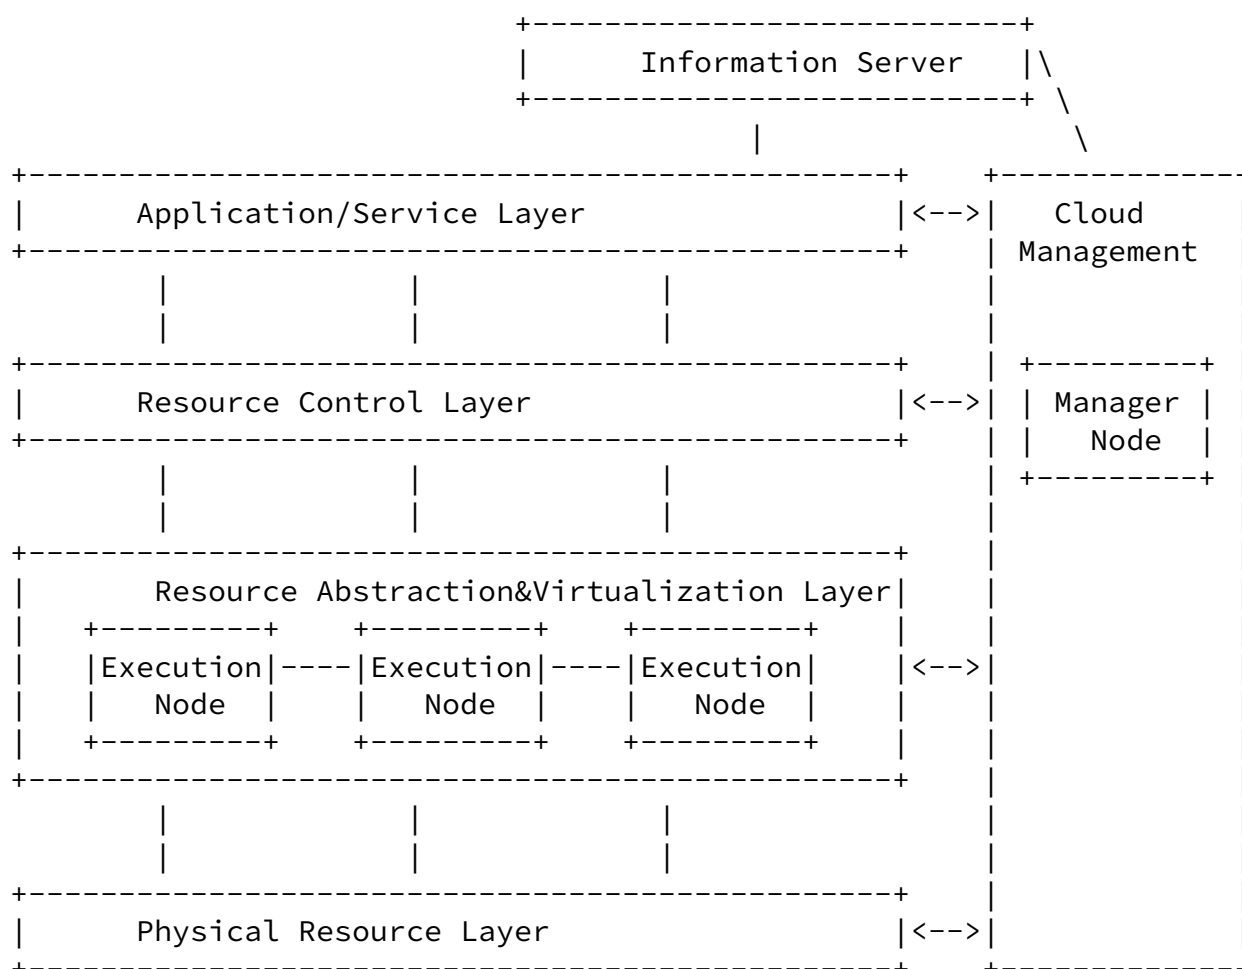 Information Server
Application/Service Layer <--> Cloud
Management
Resource Control Layer <--> Manager
Node
Resource Abstraction&Virtualization Layer
Execution Execution Execution <-->
Node Node Node
Physical Resource Layer <-->